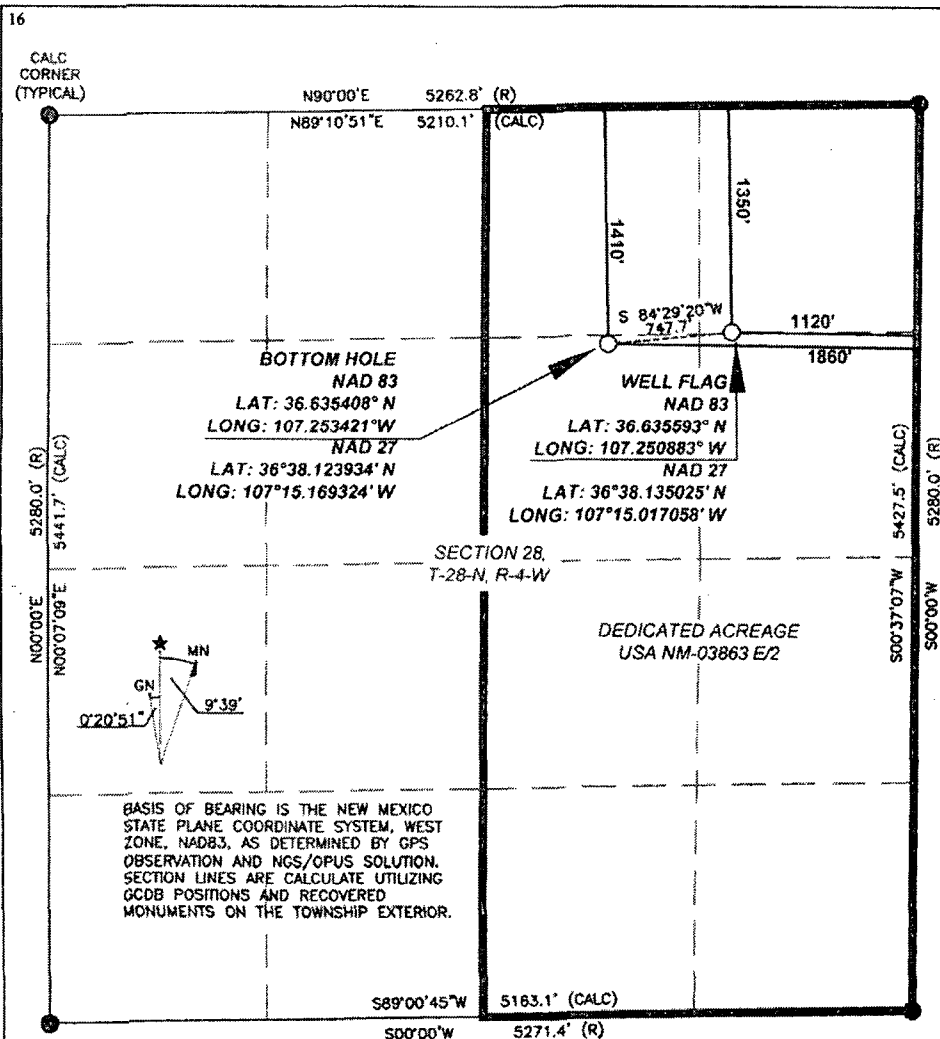 16
CALC
CORNER
(TYPICAL)
N90°00'E 5262.8' (R)
N89°10'51"E 5210.1' (CALC)
1410'
1350'
S 84°29'20"W
747.7'
1120'
1860'
BOTTOM HOLE
NAD 83
LAT: 36.635408° N
LONG: 107.253421°W
NAD 27
LAT: 36°38.123934' N
LONG: 107°15.169324' W
WELL FLAG
NAD 83
LAT: 36.635593° N
LONG: 107.250883° W
NAD 27
LAT: 36°38.135025' N
LONG: 107°15.017058' W
N00°00'E 5280.0' (R)
N00°07'09"E 5441.7' (CALC)
SECTION 28,
T-28-N, R-4-W
DEDICATED ACREAGE
USA NM-03863 E/2
S00°37'07"W 5427.5' (CALC)
S00°00'W 5280.0' (R)
MN
GN
9°39'
0°20'51"
BASIS OF BEARING IS THE NEW MEXICO
STATE PLANE COORDINATE SYSTEM, WEST
ZONE, NAD83, AS DETERMINED BY GPS
OBSERVATION AND NGS/OPUS SOLUTION.
SECTION LINES ARE CALCULATE UTILIZING
GCDB POSITIONS AND RECOVERED
MONUMENTS ON THE TOWNSHIP EXTERIOR.
S89°00'45"W 5163.1' (CALC)
S00°00'W 5271.4' (R)